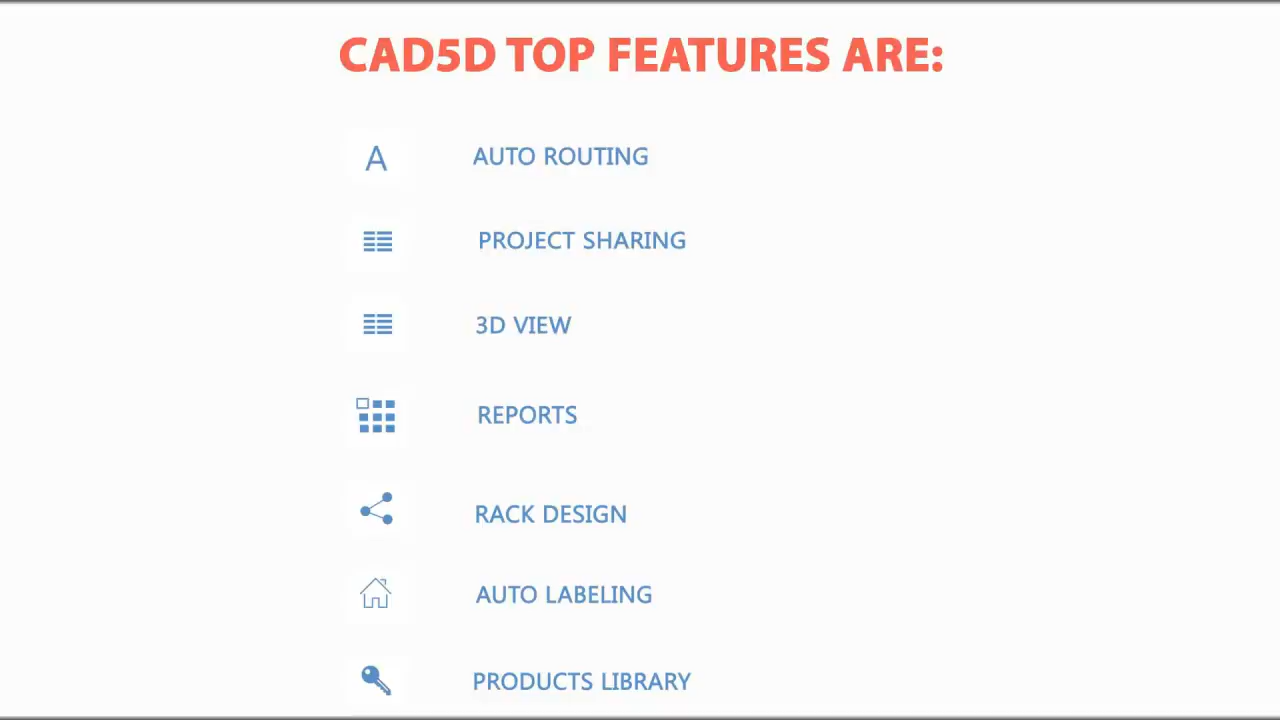 CAD5D TOP FEATURES ARE:
A AUTO ROUTING
PROJECT SHARING
3D VIEW
REPORTS
RACK DESIGN
AUTO LABELING
PRODUCTS LIBRARY